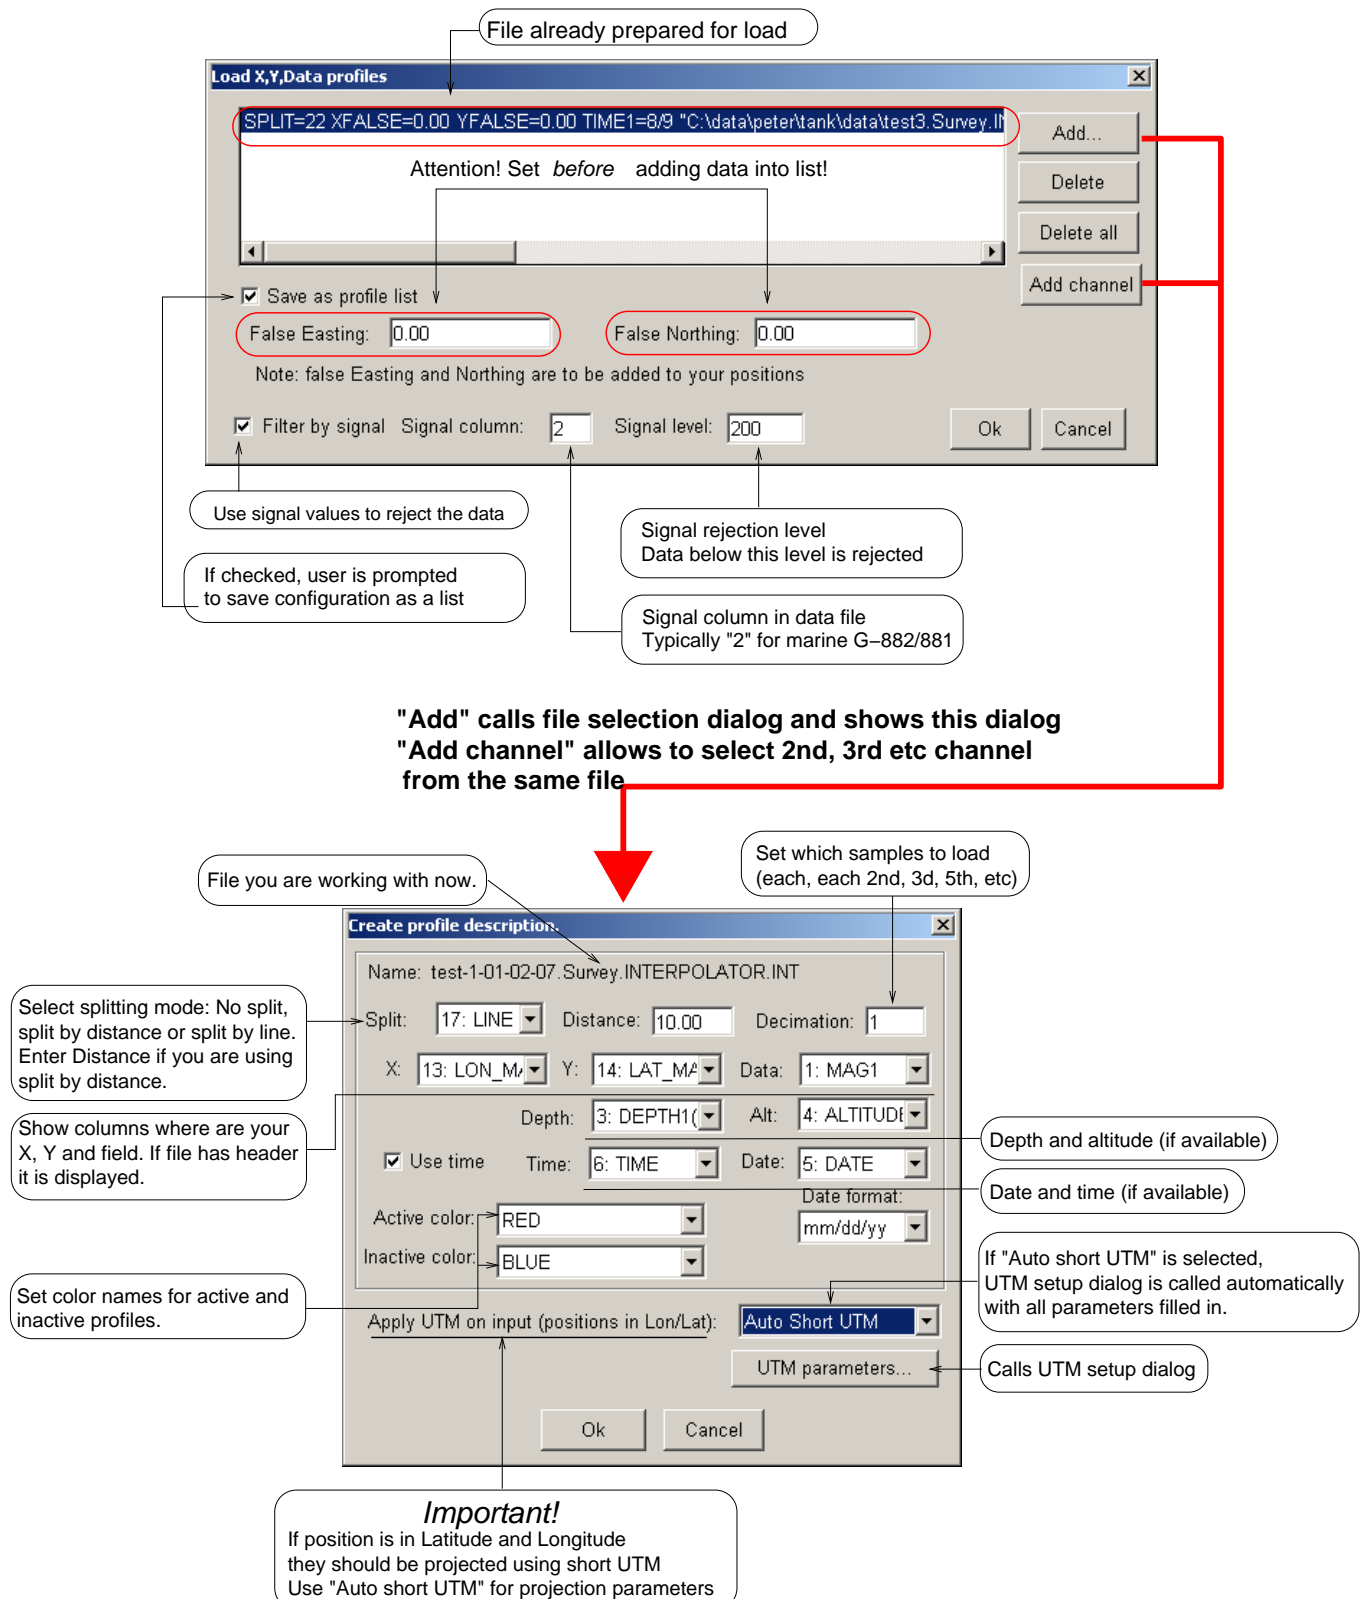 File already prepared for load
Load X,Y,Data profiles
SPLIT=22 XFALSE=0.00 YFALSE=0.00 TIME1=8/9 "C:\data\peter\tank\data\test3.Survey.IN
Add...
Attention! Set before adding data into list!
Delete
Delete all
Add channel
Save as profile list
False Easting: 0.00
False Northing: 0.00
Note: false Easting and Northing are to be added to your positions
Filter by signal Signal column: 2 Signal level: 200
Ok Cancel
Use signal values to reject the data
Signal rejection level
Data below this level is rejected
If checked, user is prompted
to save configuration as a list
Signal column in data file
Typically "2" for marine G−882/881
"Add" calls file selection dialog and shows this dialog
"Add channel" allows to select 2nd, 3rd etc channel
from the same file
Set which samples to load
(each, each 2nd, 3d, 5th, etc)
File you are working with now.
Create profile description.
Name: test-1-01-02-07.Survey.INTERPOLATOR.INT
Select splitting mode: No split,
split by distance or split by line.
Enter Distance if you are using
split by distance.
Split: 17: LINE Distance: 10.00 Decimation: 1
X: 13: LON_MA Y: 14: LAT_MA Data: 1: MAG1
Depth: 3: DEPTH1( Alt: 4: ALTITUDE
Show columns where are your
X, Y and field. If file has header
it is displayed.
Depth and altitude (if available)
Use time Time: 6: TIME Date: 5: DATE
Date and time (if available)
Date format:
mm/dd/yy
Active color: RED
Inactive color: BLUE
If "Auto short UTM" is selected,
UTM setup dialog is called automatically
with all parameters filled in.
Set color names for active and
inactive profiles.
Apply UTM on input (positions in Lon/Lat): Auto Short UTM
UTM parameters...
Calls UTM setup dialog
Ok Cancel
Important!
If position is in Latitude and Longitude
they should be projected using short UTM
Use "Auto short UTM" for projection parameters